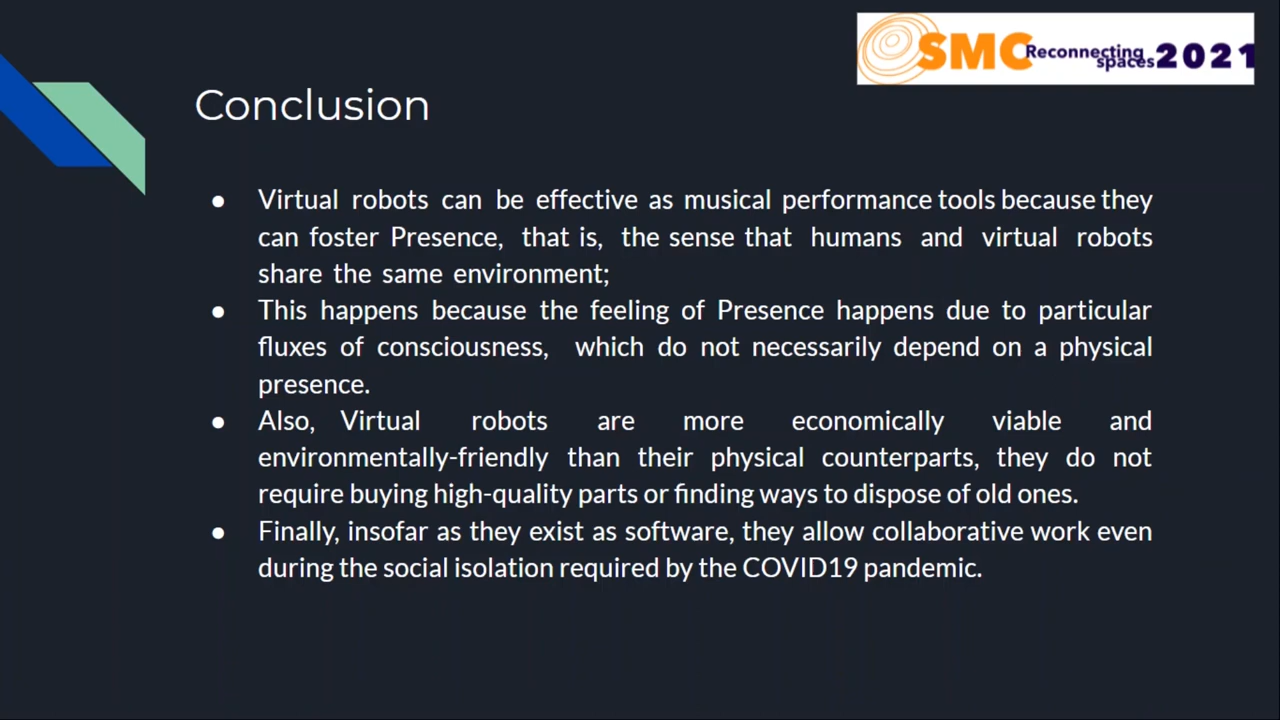 SMC Reconnecting spaces 2021
Conclusion
● Virtual robots can be effective as musical performance tools because they
can foster Presence, that is, the sense that humans and virtual robots
share the same environment;
● This happens because the feeling of Presence happens due to particular
fluxes of consciousness, which do not necessarily depend on a physical
presence.
● Also, Virtual robots are more economically viable and
environmentally-friendly than their physical counterparts, they do not
require buying high-quality parts or finding ways to dispose of old ones.
● Finally, insofar as they exist as software, they allow collaborative work even
during the social isolation required by the COVID19 pandemic.